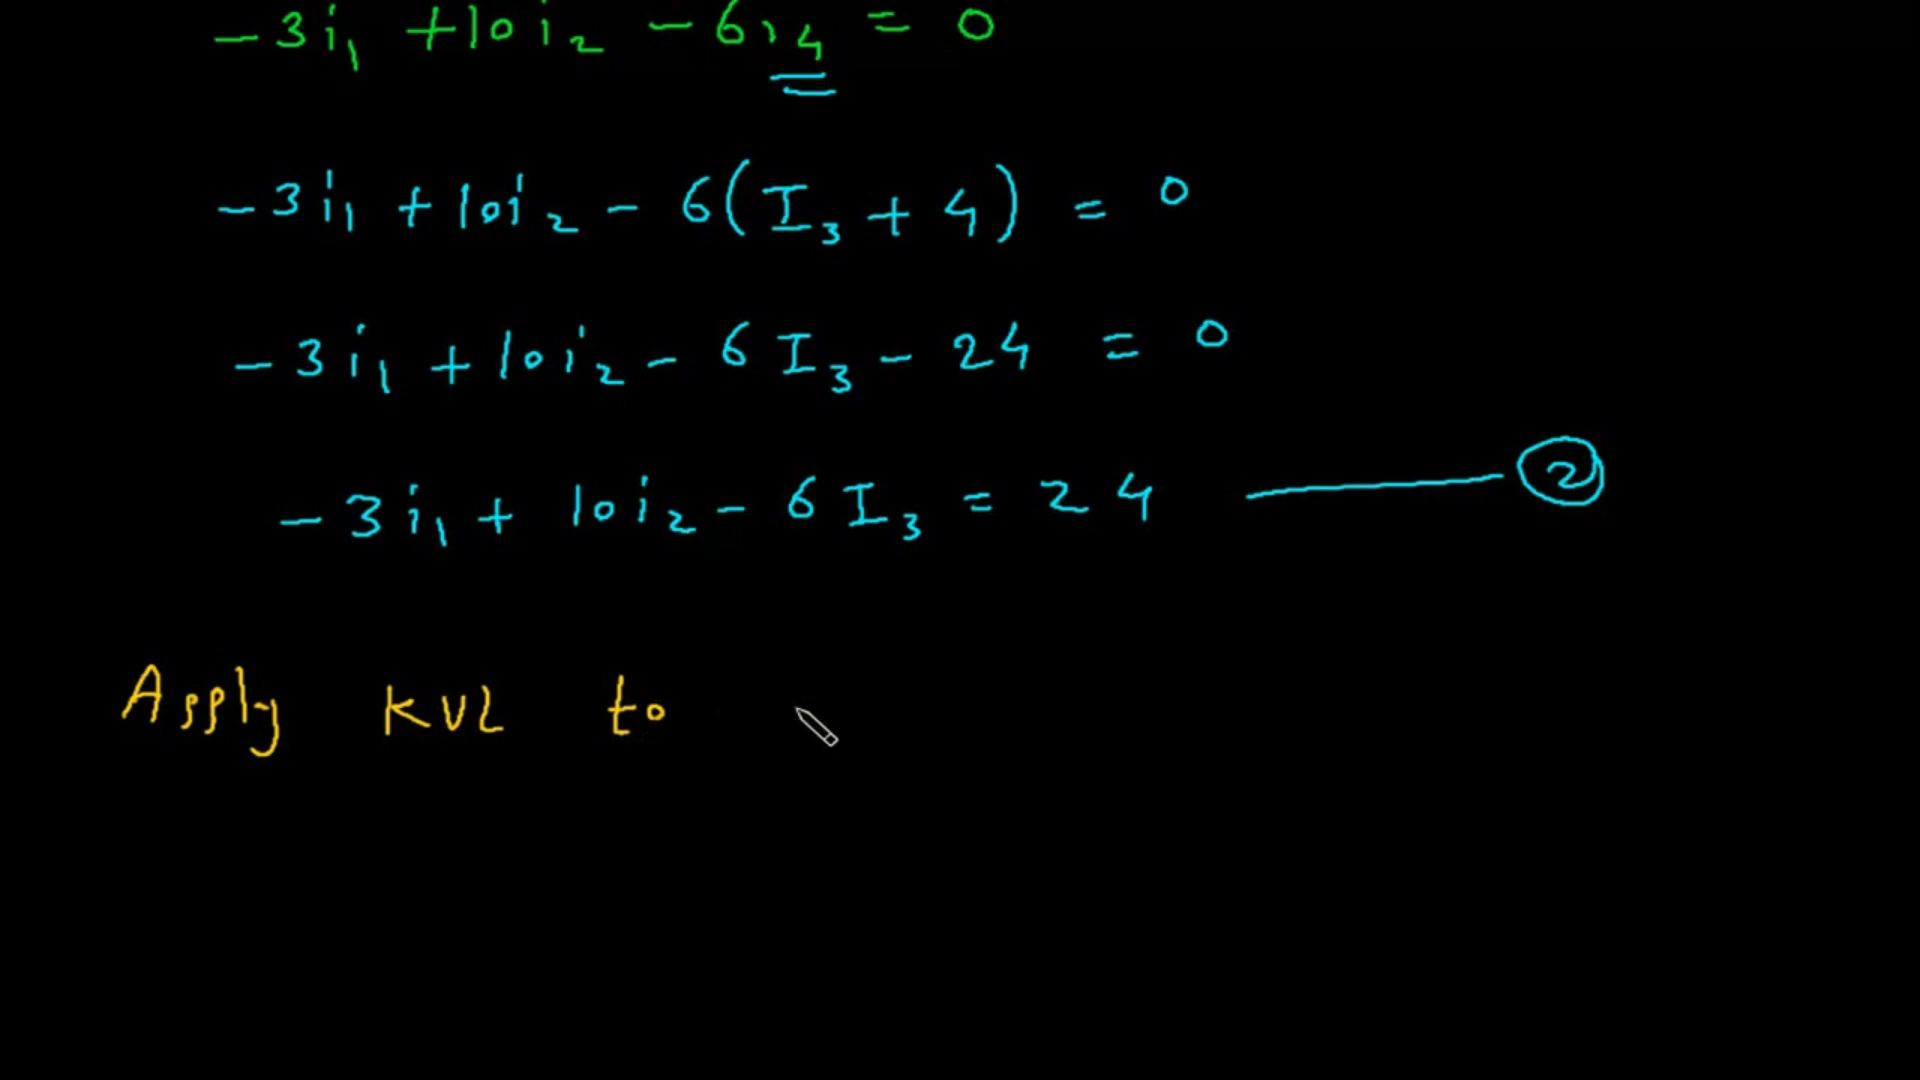 -3i₁ + 10i₂ - 6i₄ = 0
-3i₁ + 10i₂ - 6(I₃ + 4) = 0
-3i₁ + 10i₂ - 6I₃ - 24 = 0
-3i₁ + 10i₂ - 6I₃ = 24 ——— ②
Apply KVL to